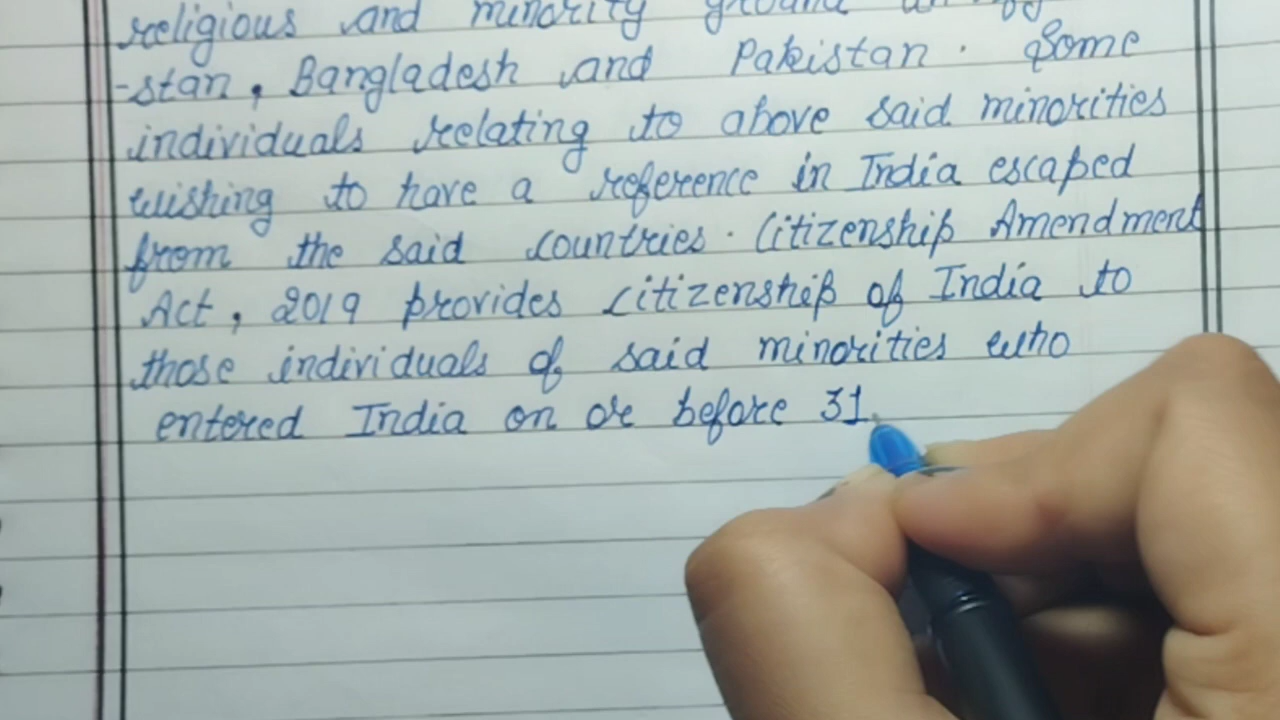 religious and minority ground
-stan, Bangladesh and Pakistan. Some
individuals relating to above said minorities
wishing to have a reference in India escaped
from the said countries. Citizenship Amendment
Act, 2019 provides citizenship of India to
those individuals of said minorities who
entered India on or before 31